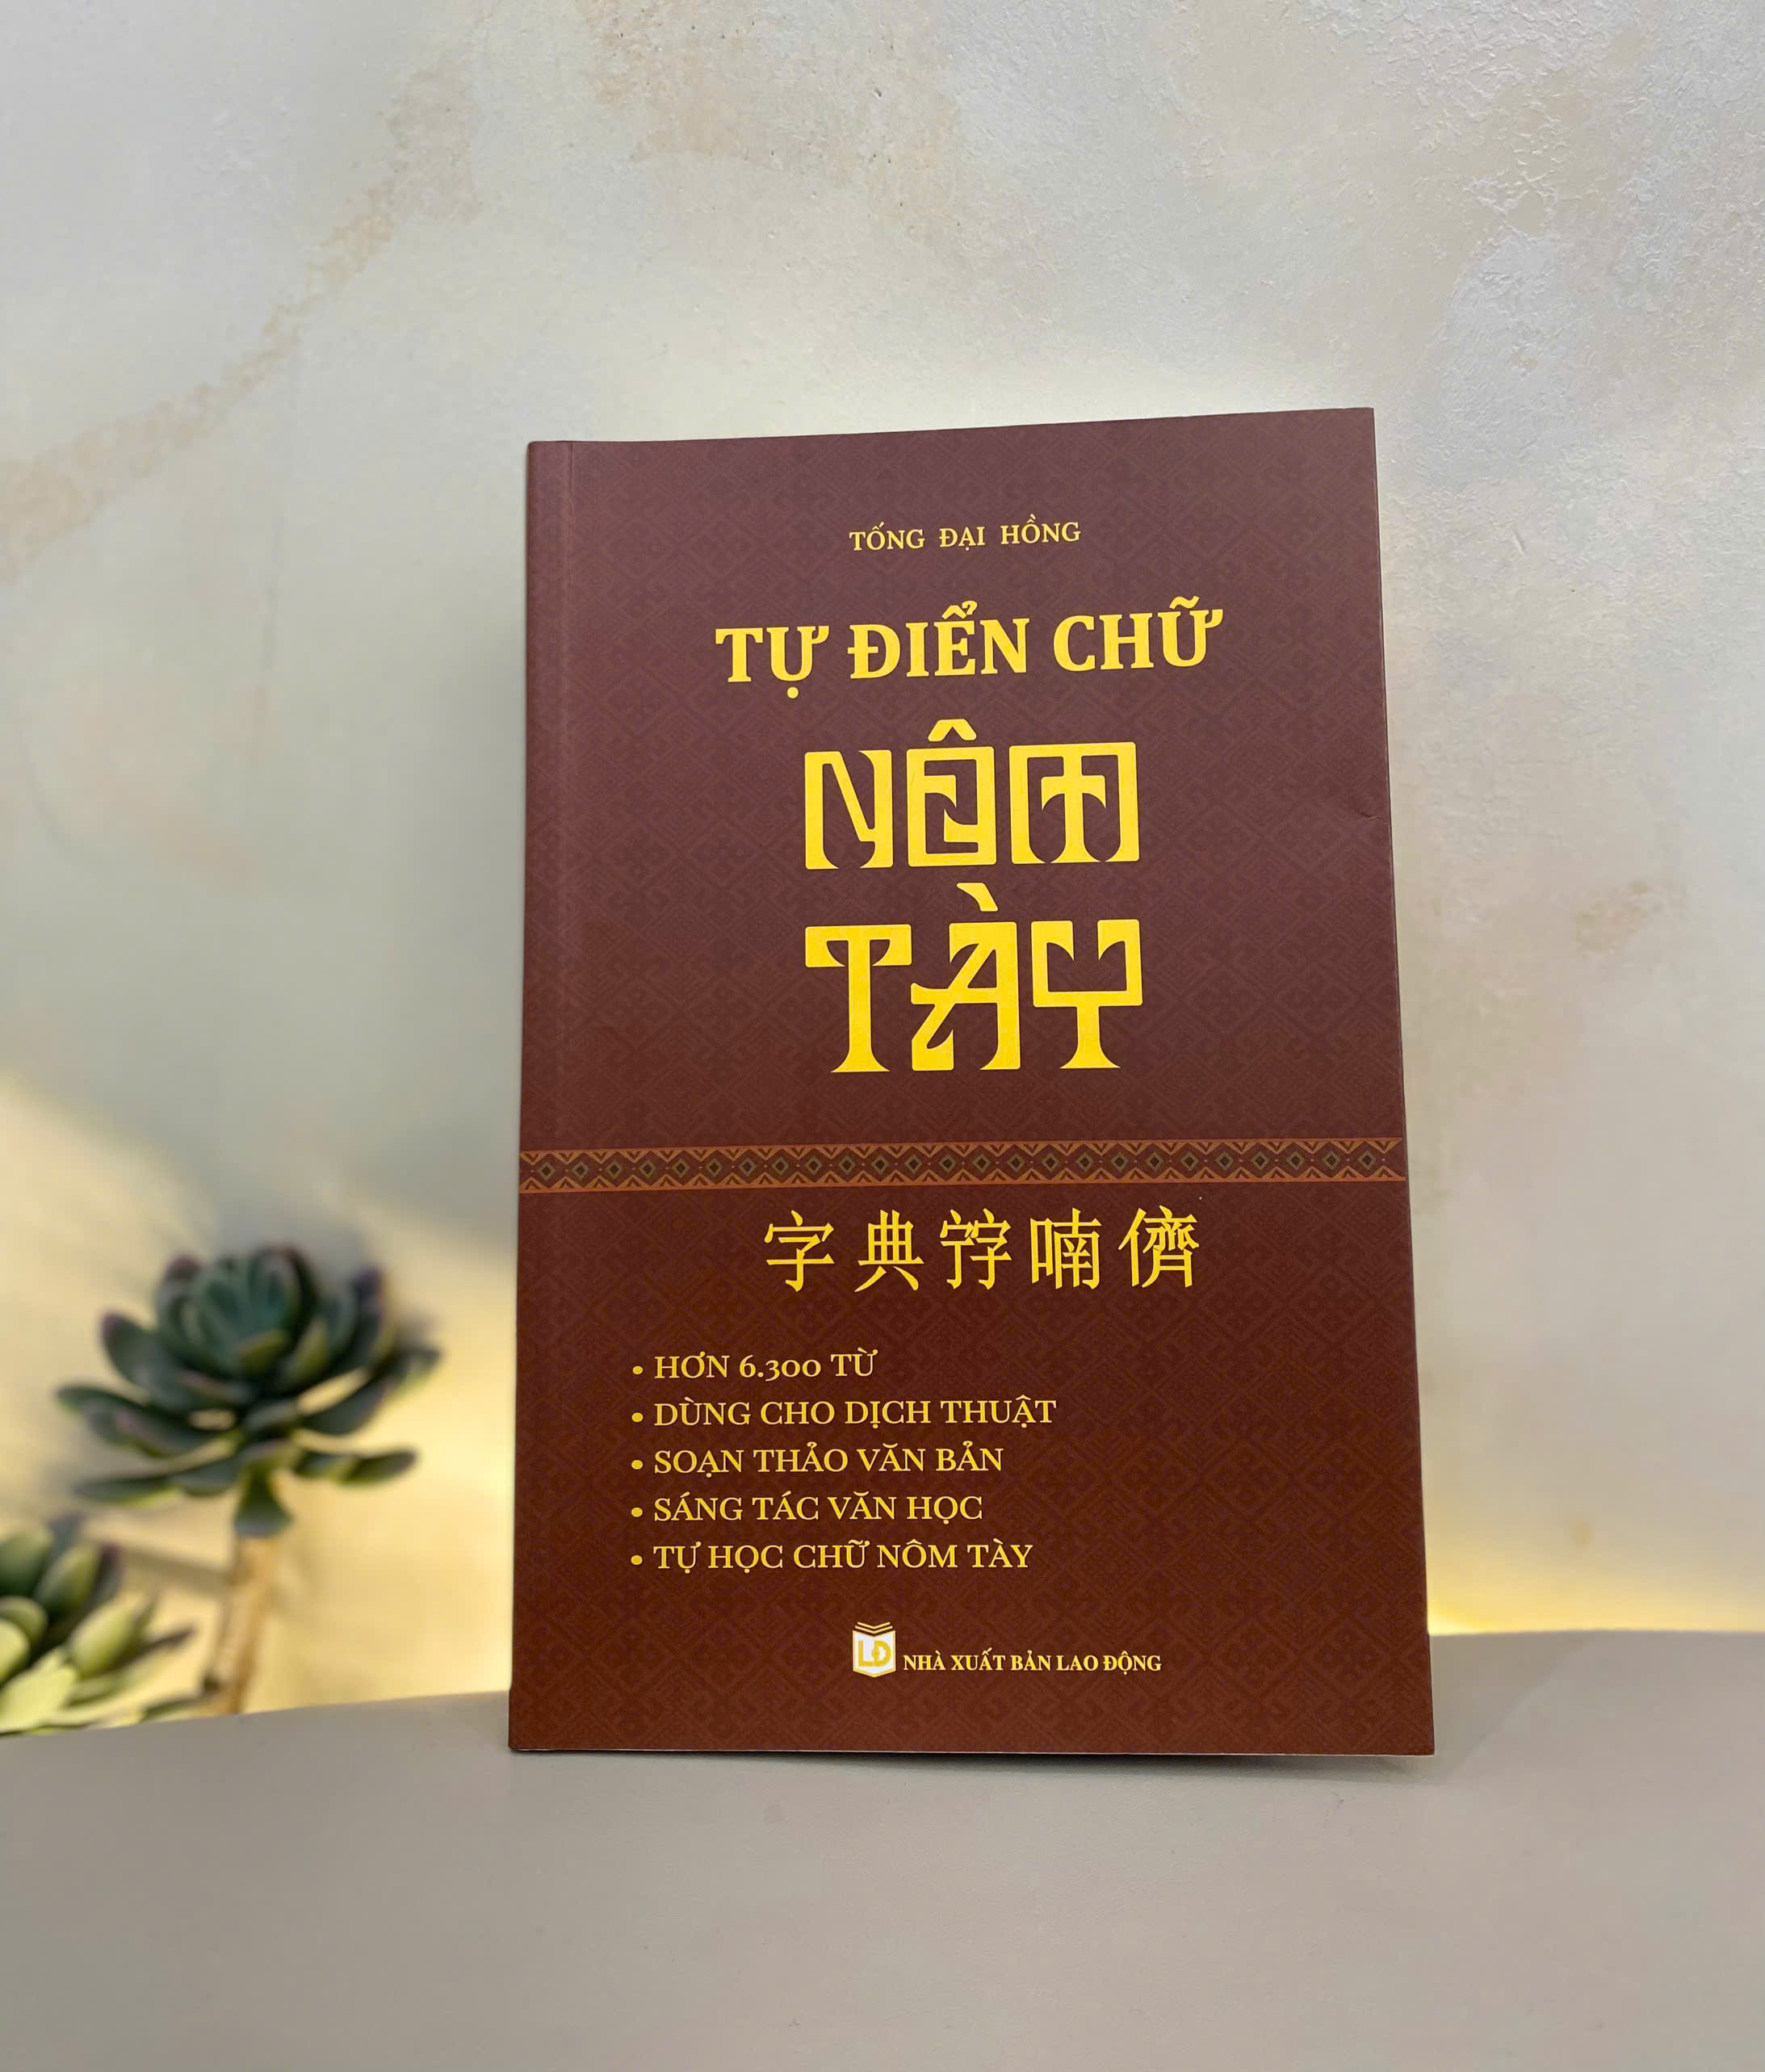 TỐNG ĐẠI HỒNG
TỰ ĐIỂN CHỮ
NÔM
TÀY
字典𡨸喃儕
• HƠN 6.300 TỪ
• DÙNG CHO DỊCH THUẬT
• SOẠN THẢO VĂN BẢN
• SÁNG TÁC VĂN HỌC
• TỰ HỌC CHỮ NÔM TÀY
LĐ NHÀ XUẤT BẢN LAO ĐỘNG